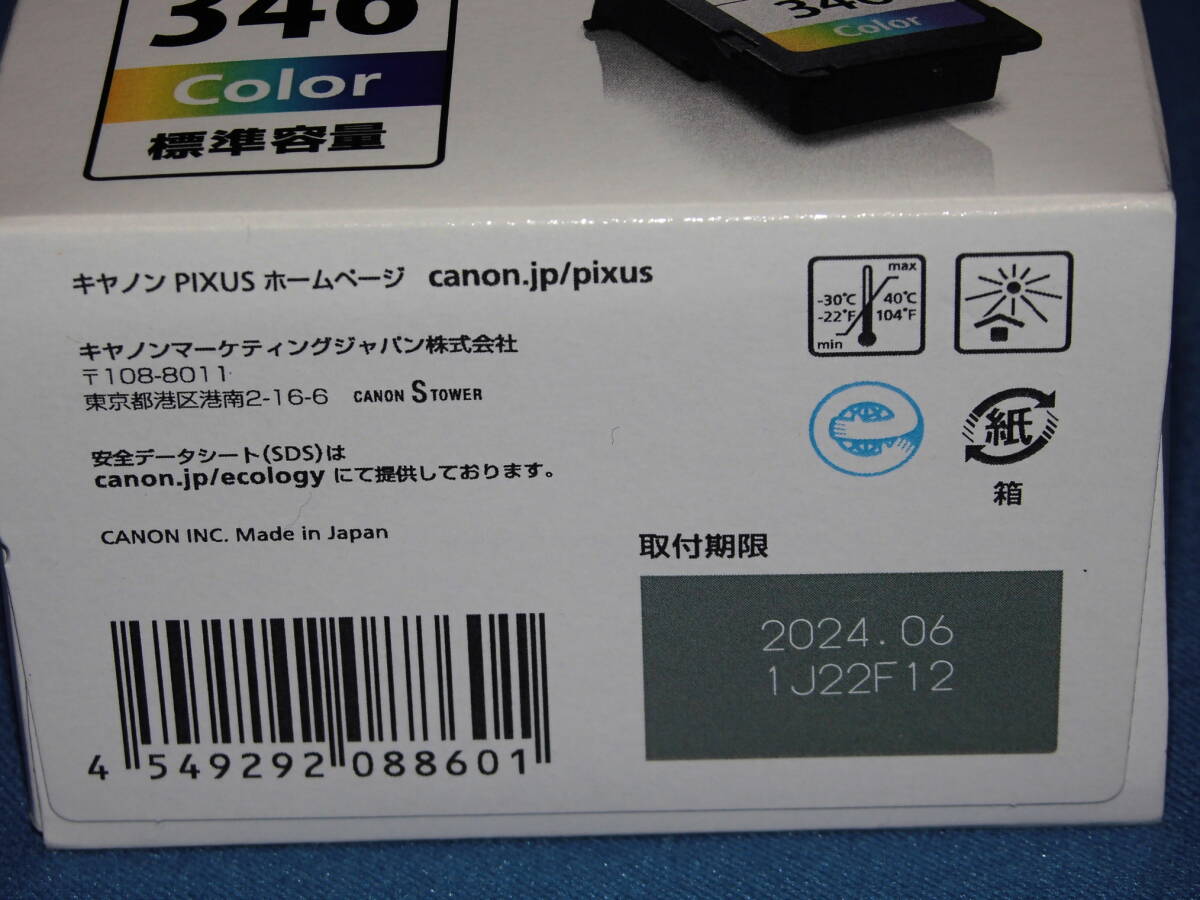 346
Color
標準容量
346
Color
キヤノン PIXUS ホームページ canon.jp/pixus
キヤノンマーケティングジャパン株式会社
〒108-8011
東京都港区港南2-16-6 CANON S TOWER
安全データシート(SDS)は
canon.jp/ecology にて提供しております。
CANON INC. Made in Japan
max
-30℃ 40℃
-22°F 104°F
min
e
紙
箱
取付期限
2024.06
1J22F12
4 549292 088601